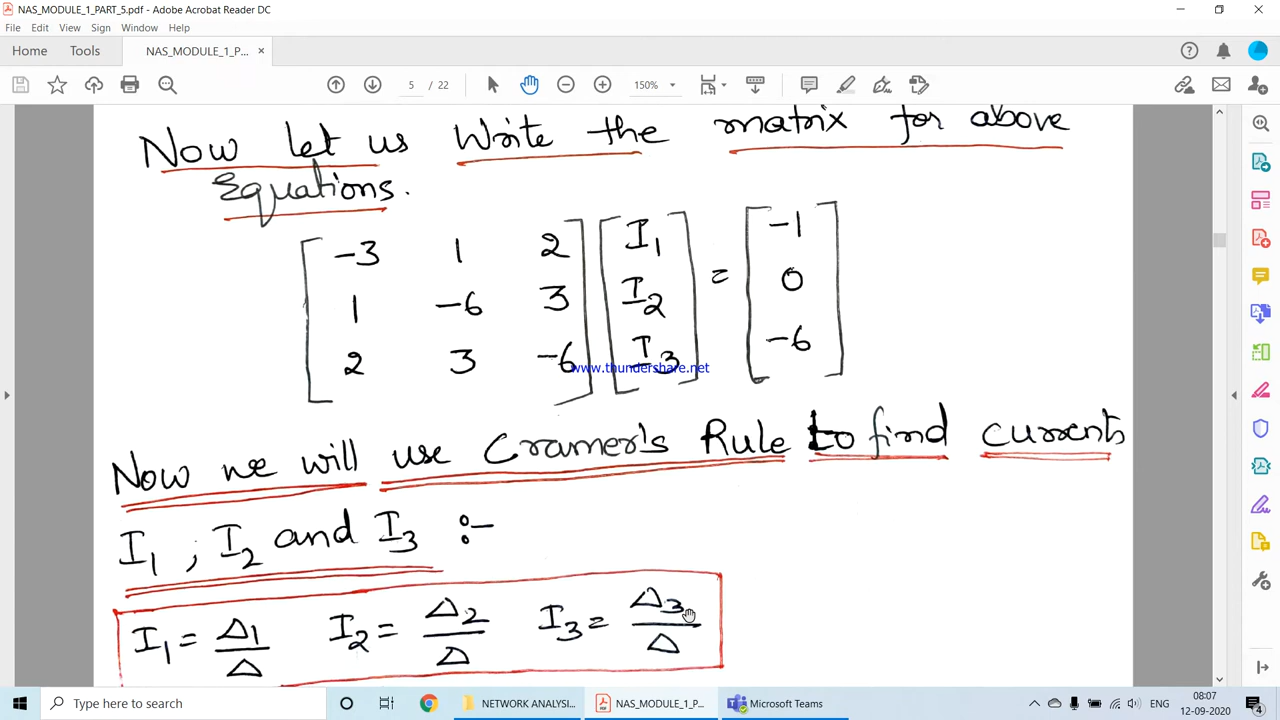 NAS_MODULE_1_PART_5.pdf - Adobe Acrobat Reader DC
File Edit View Sign Window Help
Home Tools NAS_MODULE_1_P... ×
5 / 22 150%
Now let us Write the matrix for above
Equations.
-3 1 2 I1 -1
1 -6 3 I2 = 0
2 3 -6 I3 -6
www.thundershare.net
Now we will use Cramer's Rule to find currents
I1 ; I2 and I3 :-
I1 = Δ1/Δ I2 = Δ2/Δ I3 = Δ3/Δ
Type here to search
NETWORK ANALYSI...
NAS_MODULE_1_P...
Microsoft Teams
08:07
12-09-2020
4